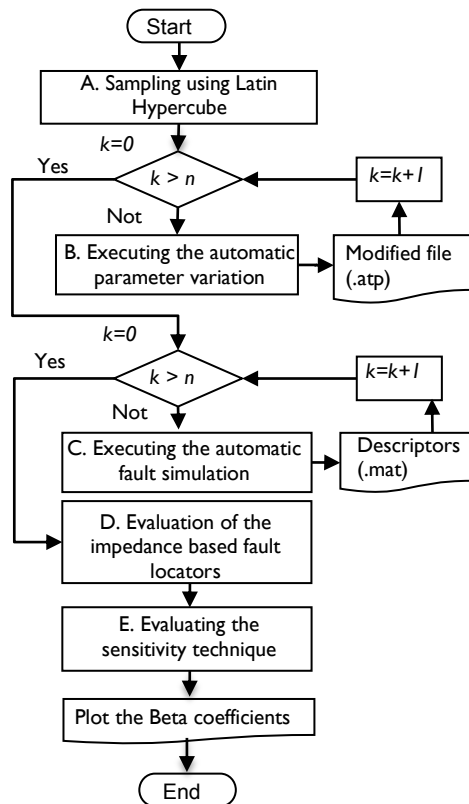 Start
A. Sampling using Latin
Hypercube
k=0
Yes
k > n
k=k+1
Not
B. Executing the automatic
parameter variation
Modified file
(.atp)
k=0
Yes
k > n
k=k+1
Not
C. Executing the automatic
fault simulation
Descriptors
(.mat)
D. Evaluation of the
impedance based fault
locators
E. Evaluating the
sensitivity technique
Plot the Beta coefficients
End